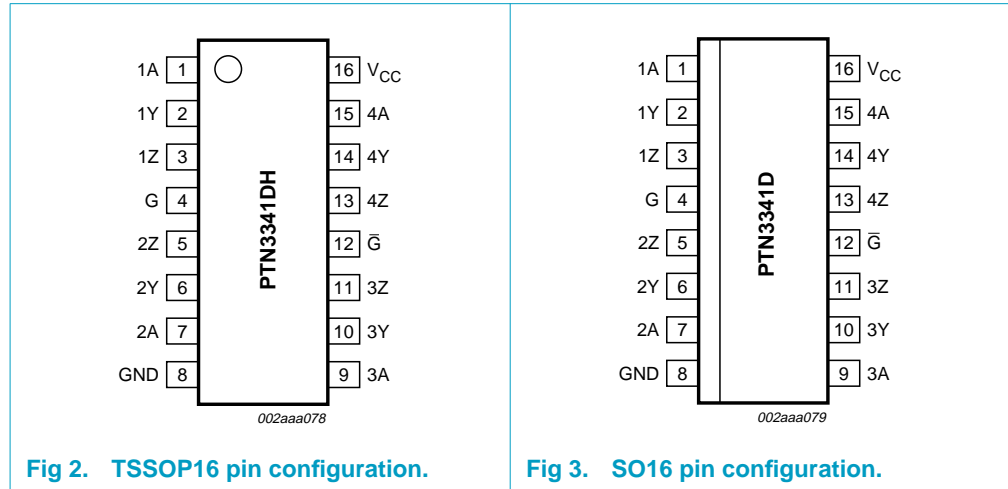 1A 1 16 VCC
1Y 2 15 4A
1Z 3 14 4Y
G 4 13 4Z
2Z 5 12 G̅
2Y 6 11 3Z
2A 7 10 3Y
GND 8 9 3A
PTN3341DH
002aaa078
Fig 2. TSSOP16 pin configuration.
1A 1 16 VCC
1Y 2 15 4A
1Z 3 14 4Y
G 4 13 4Z
2Z 5 12 G̅
2Y 6 11 3Z
2A 7 10 3Y
GND 8 9 3A
PTN3341D
002aaa079
Fig 3. SO16 pin configuration.